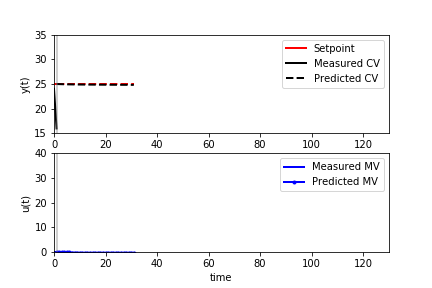 35
30
25
20
15
y(t)
Setpoint
Measured CV
Predicted CV
0 20 40 60 80 100 120
40
30
20
10
0
u(t)
Measured MV
Predicted MV
0 20 40 60 80 100 120
time